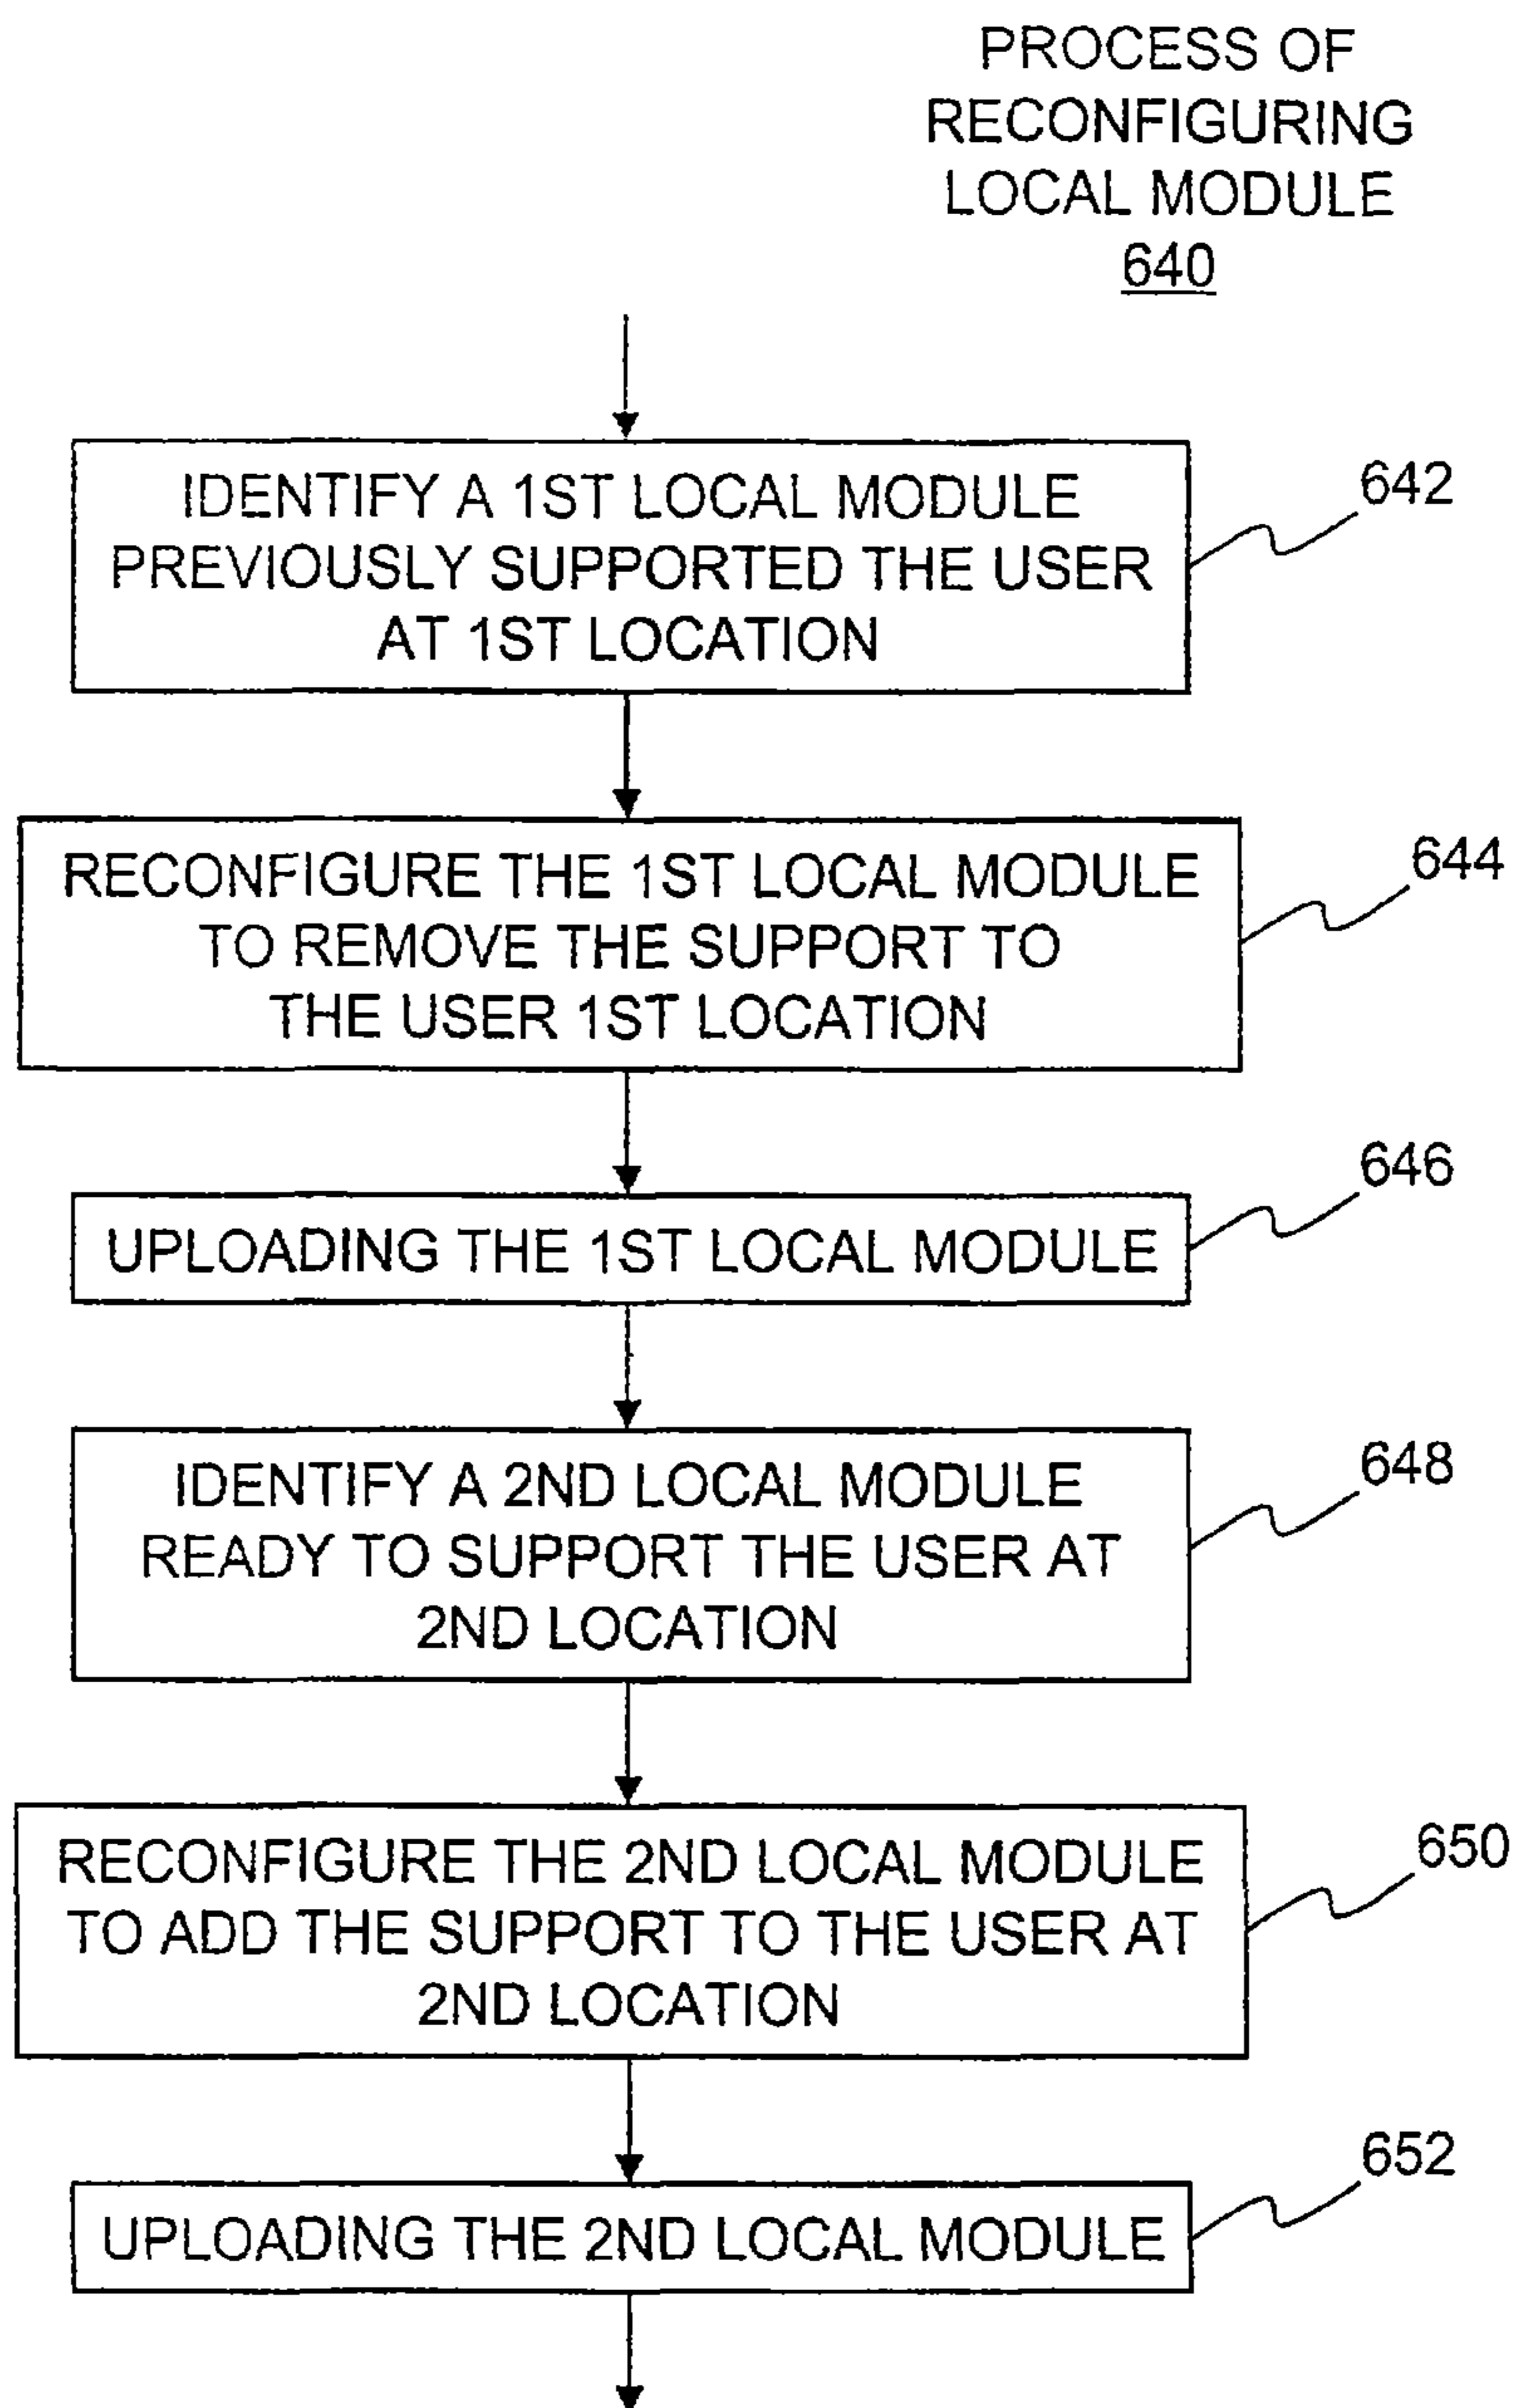 PROCESS OF
RECONFIGURING
LOCAL MODULE
640
IDENTIFY A 1ST LOCAL MODULE
PREVIOUSLY SUPPORTED THE USER
AT 1ST LOCATION
642
RECONFIGURE THE 1ST LOCAL MODULE
TO REMOVE THE SUPPORT TO
THE USER 1ST LOCATION
644
UPLOADING THE 1ST LOCAL MODULE
646
IDENTIFY A 2ND LOCAL MODULE
READY TO SUPPORT THE USER AT
2ND LOCATION
648
RECONFIGURE THE 2ND LOCAL MODULE
TO ADD THE SUPPORT TO THE USER AT
2ND LOCATION
650
UPLOADING THE 2ND LOCAL MODULE
652